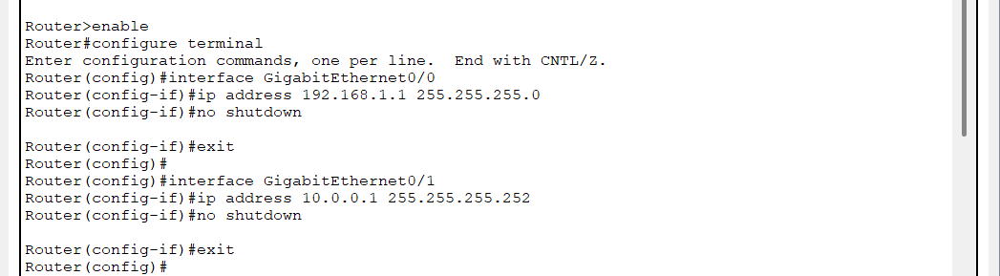 Router>enable
Router#configure terminal
Enter configuration commands, one per line.  End with CNTL/Z.
Router(config)#interface GigabitEthernet0/0
Router(config-if)#ip address 192.168.1.1 255.255.255.0
Router(config-if)#no shutdown
Router(config-if)#exit
Router(config)#
Router(config)#interface GigabitEthernet0/1
Router(config-if)#ip address 10.0.0.1 255.255.255.252
Router(config-if)#no shutdown
Router(config-if)#exit
Router(config)#